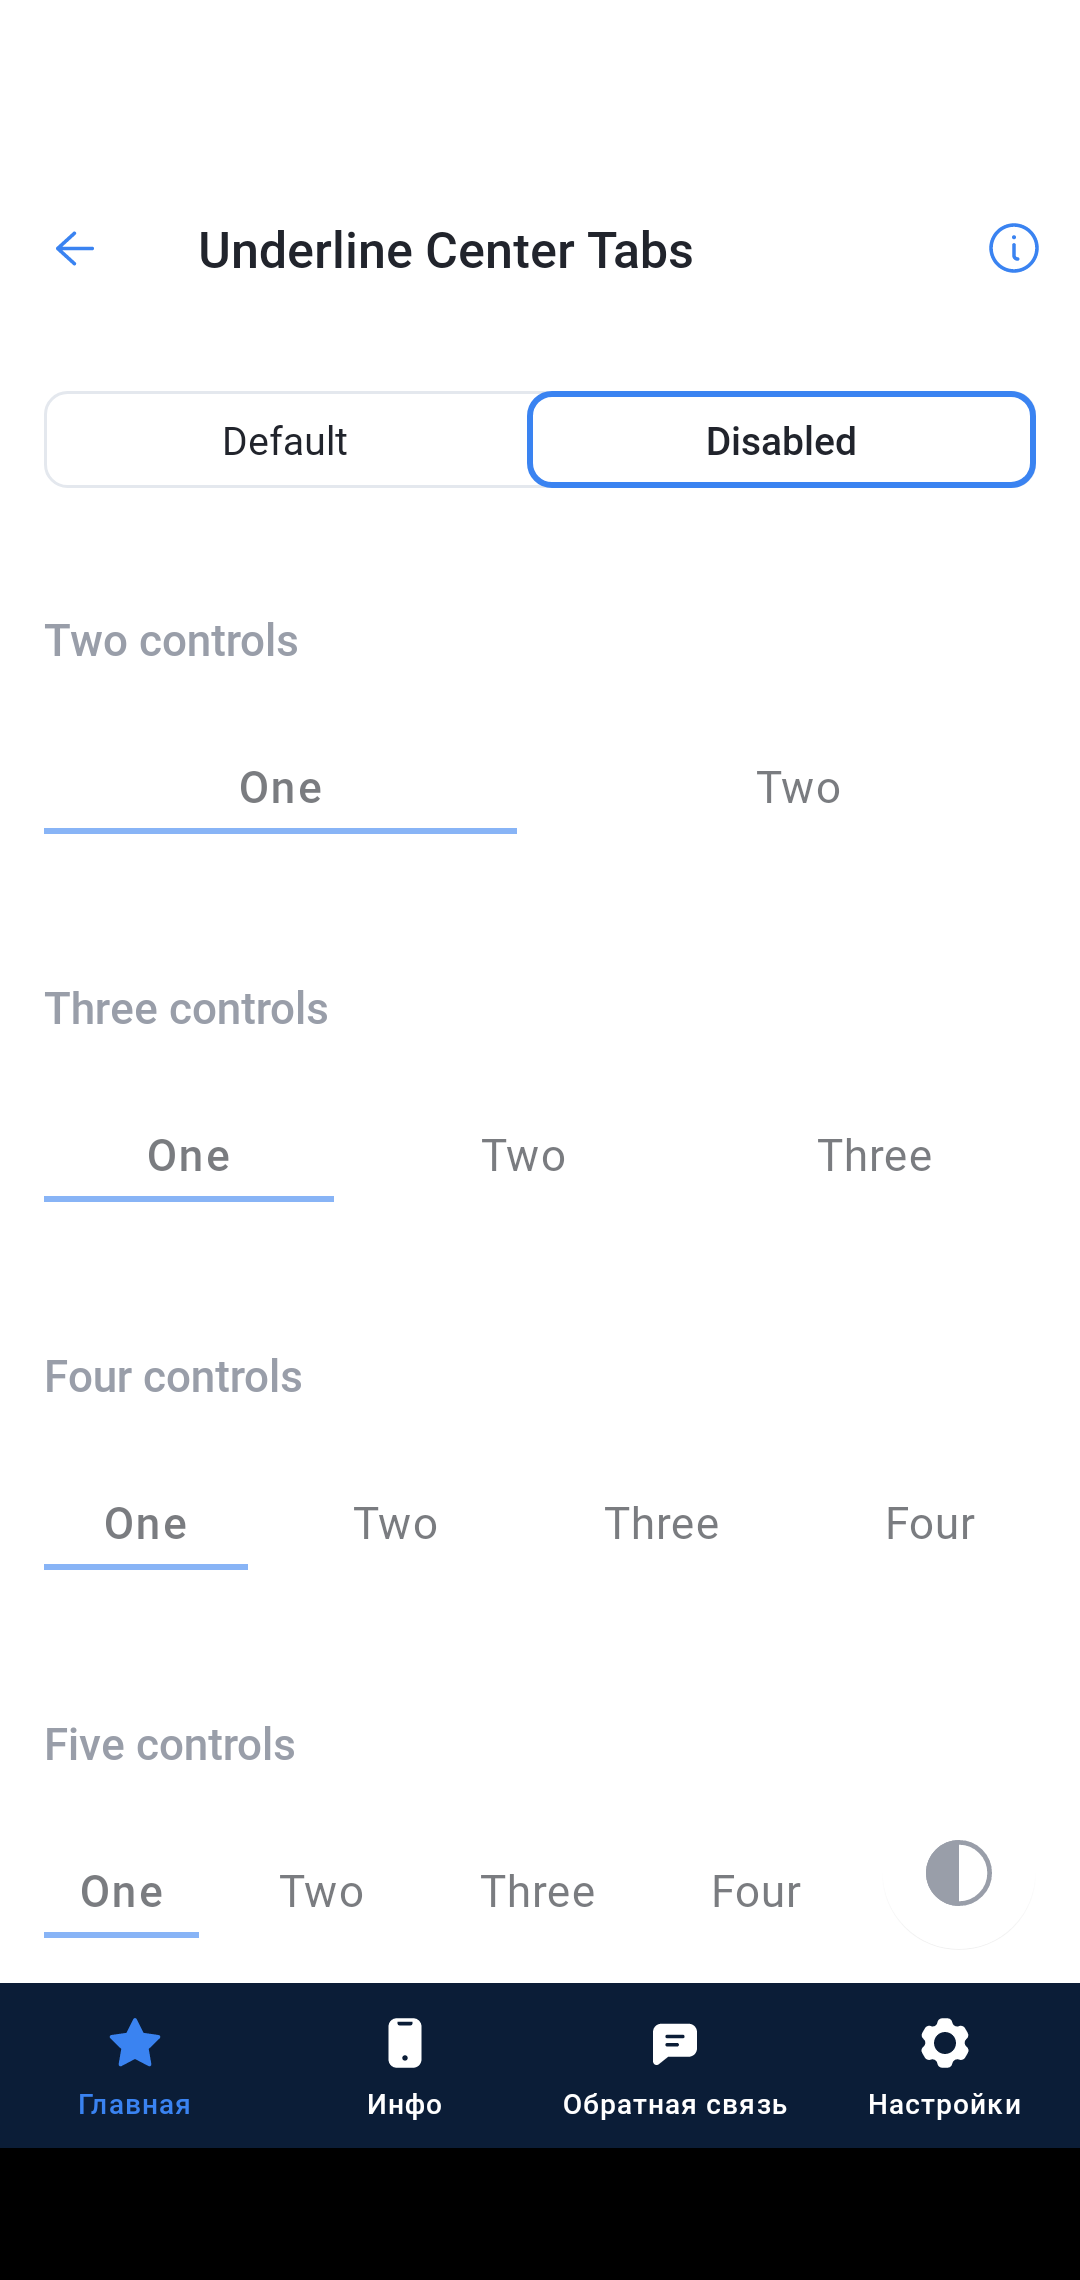 Underline Center Tabs
Default Disabled
Two controls
One Two
Three controls
One Two Three
Four controls
One Two Three Four
Five controls
One Two Three Four
Главная Инфо Обратная связь Настройки